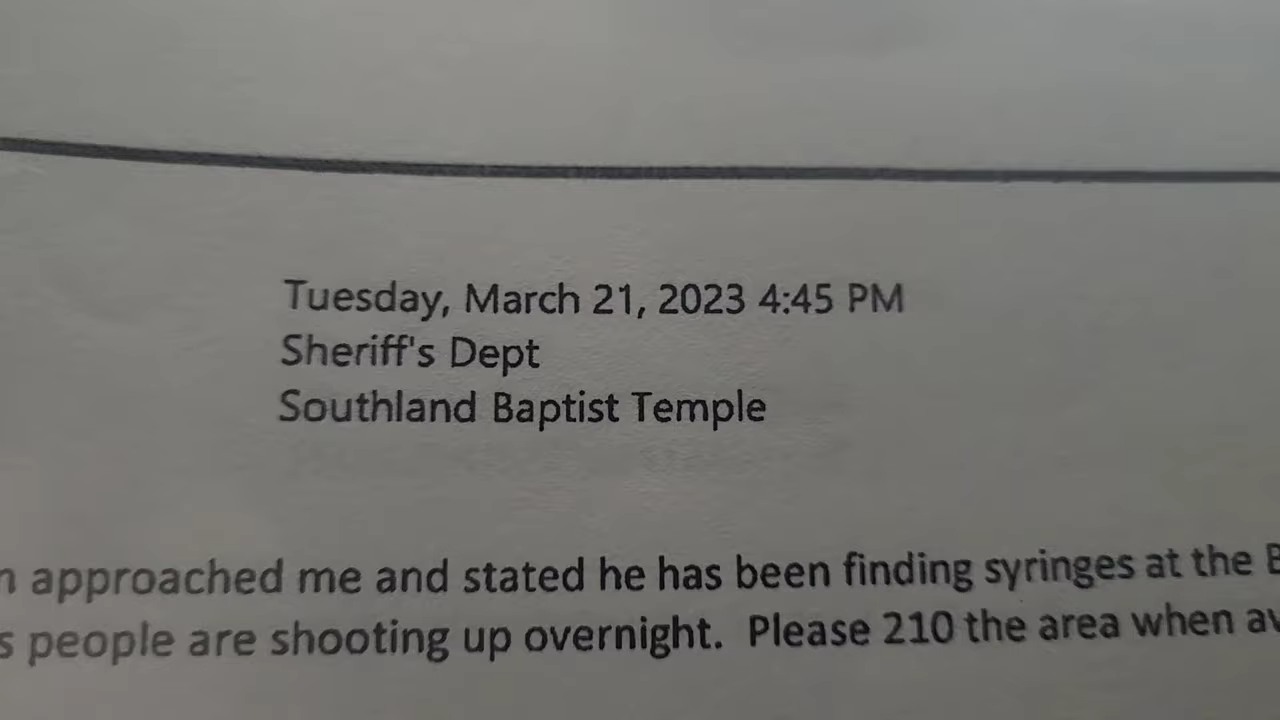 Tuesday, March 21, 2023 4:45 PM
Sheriff's Dept
Southland Baptist Temple
approached me and stated he has been finding syringes at the
people are shooting up overnight. Please 210 the area when